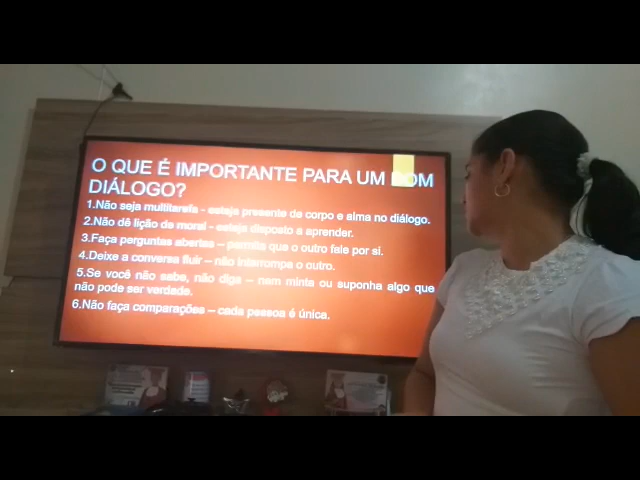 O QUE É IMPORTANTE PARA UM BOM
DIÁLOGO?
1.Não seja multitarefa - esteja presente de corpo e alma no diálogo.
2.Não dê lição de moral - esteja disposto a aprender.
3.Faça perguntas abertas – permita que o outro fale por si.
4.Deixe a conversa fluir – não interrompa o outro.
5.Se você não sabe, não diga – nem minta ou suponha algo que
não pode ser verdade.
6.Não faça comparações – cada pessoa é única.